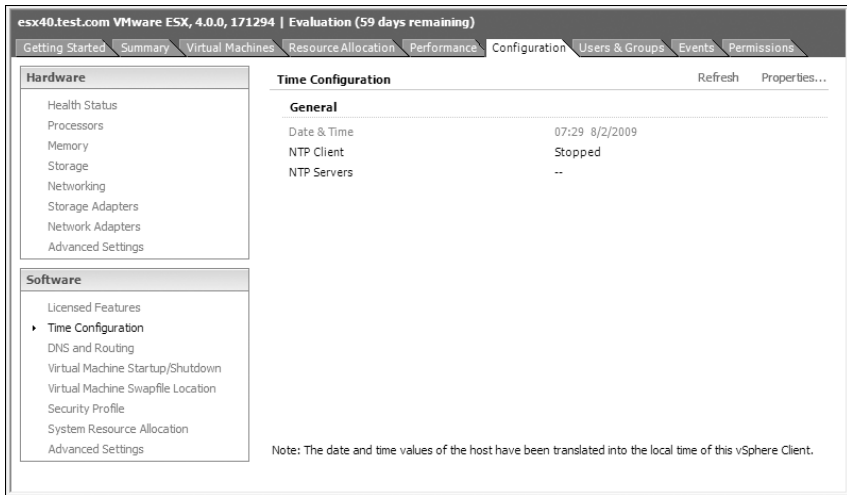 esx40.test.com VMware ESX, 4.0.0, 171294 | Evaluation (59 days remaining)
Getting Started Summary Virtual Machines Resource Allocation Performance Configuration Users & Groups Events Permissions
Hardware
Health Status
Processors
Memory
Storage
Networking
Storage Adapters
Network Adapters
Advanced Settings
Software
Licensed Features
Time Configuration
DNS and Routing
Virtual Machine Startup/Shutdown
Virtual Machine Swapfile Location
Security Profile
System Resource Allocation
Advanced Settings
Time Configuration Refresh Properties...
General
Date & Time 07:29 8/2/2009
NTP Client Stopped
NTP Servers --
Note: The date and time values of the host have been translated into the local time of this vSphere Client.